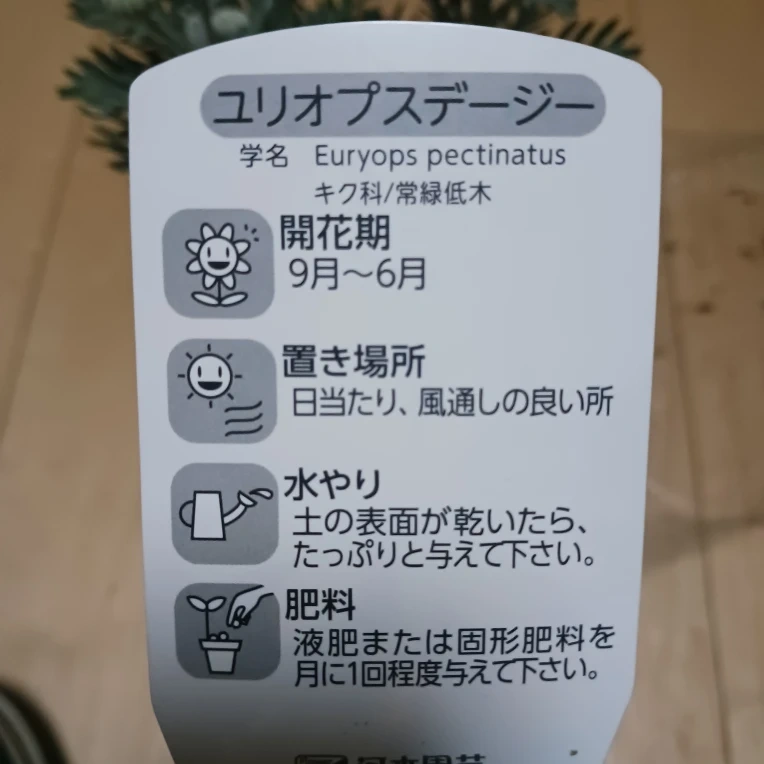 ユリオプスデージー
学名 Euryops pectinatus
キク科/常緑低木
開花期
9月〜6月
置き場所
日当たり、風通しの良い所
水やり
土の表面が乾いたら、
たっぷりと与えて下さい。
肥料
液肥または固形肥料を
月に1回程度与えて下さい。